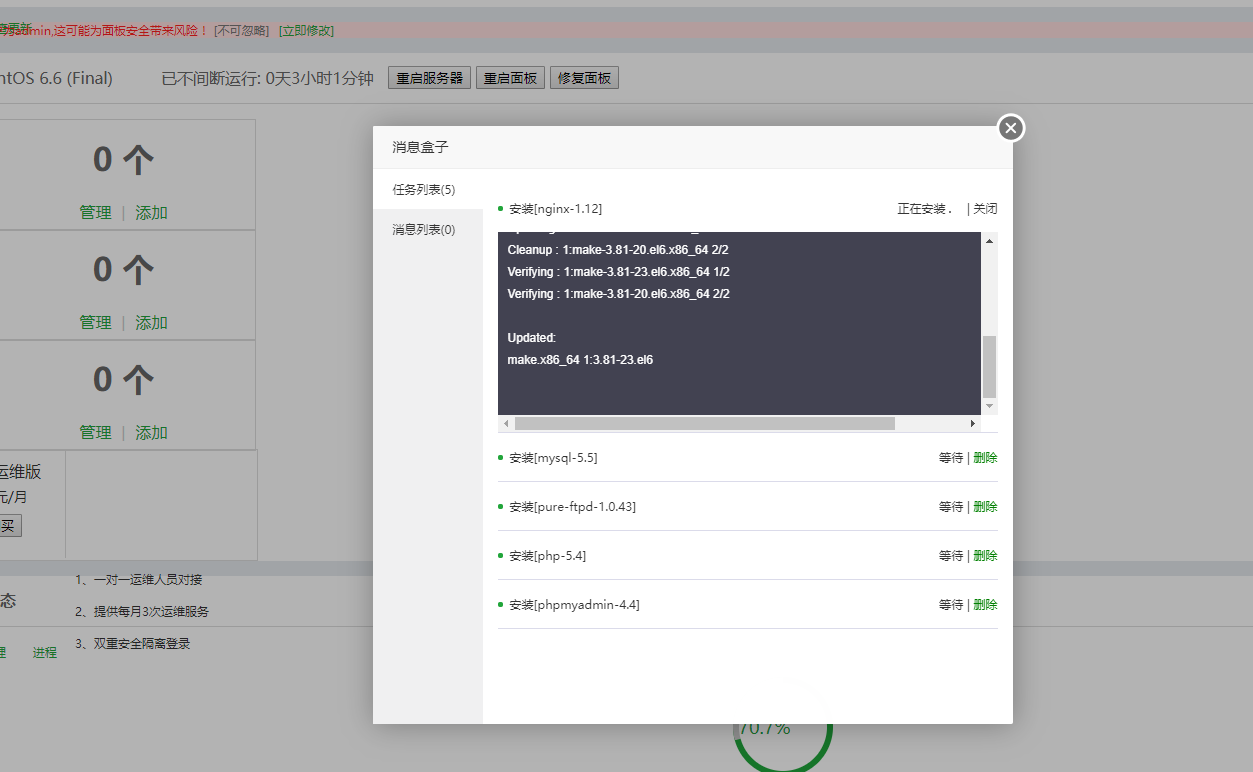 admin,这可能为面板安全带来风险！ [不可忽略] [立即修改]
ntOS 6.6 (Final) 已不间断运行: 0天3小时1分钟 重启服务器 重启面板 修复面板
0 个
管理 | 添加
0 个
管理 | 添加
0 个
管理 | 添加
运维版
元/月
买
1、一对一运维人员对接
态
2、提供每月3次运维服务
3、双重安全隔离登录
理 进程
消息盒子
任务列表(5)
消息列表(0)
安装[nginx-1.12] 正在安装. | 关闭
Cleanup : 1:make-3.81-20.el6.x86_64 2/2
Verifying : 1:make-3.81-23.el6.x86_64 1/2
Verifying : 1:make-3.81-20.el6.x86_64 2/2
Updated:
make.x86_64 1:3.81-23.el6
安装[mysql-5.5] 等待 | 删除
安装[pure-ftpd-1.0.43] 等待 | 删除
安装[php-5.4] 等待 | 删除
安装[phpmyadmin-4.4] 等待 | 删除
70.7%